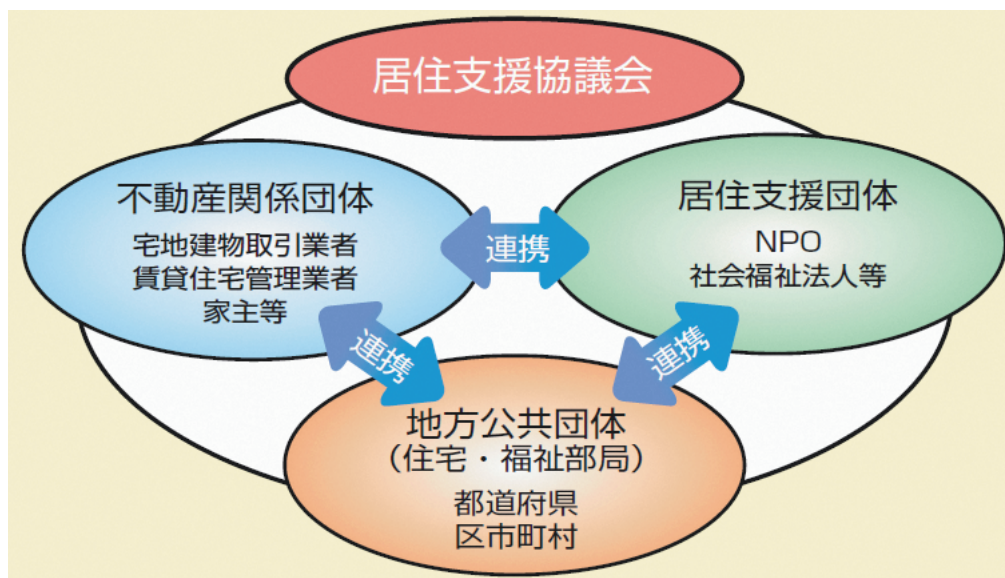 居住支援協議会
不動産関係団体
宅地建物取引業者
賃貸住宅管理業者
家主等
連携
居住支援団体
NPO
社会福祉法人等
連携
連携
地方公共団体
（住宅・福祉部局）
都道府県
区市町村